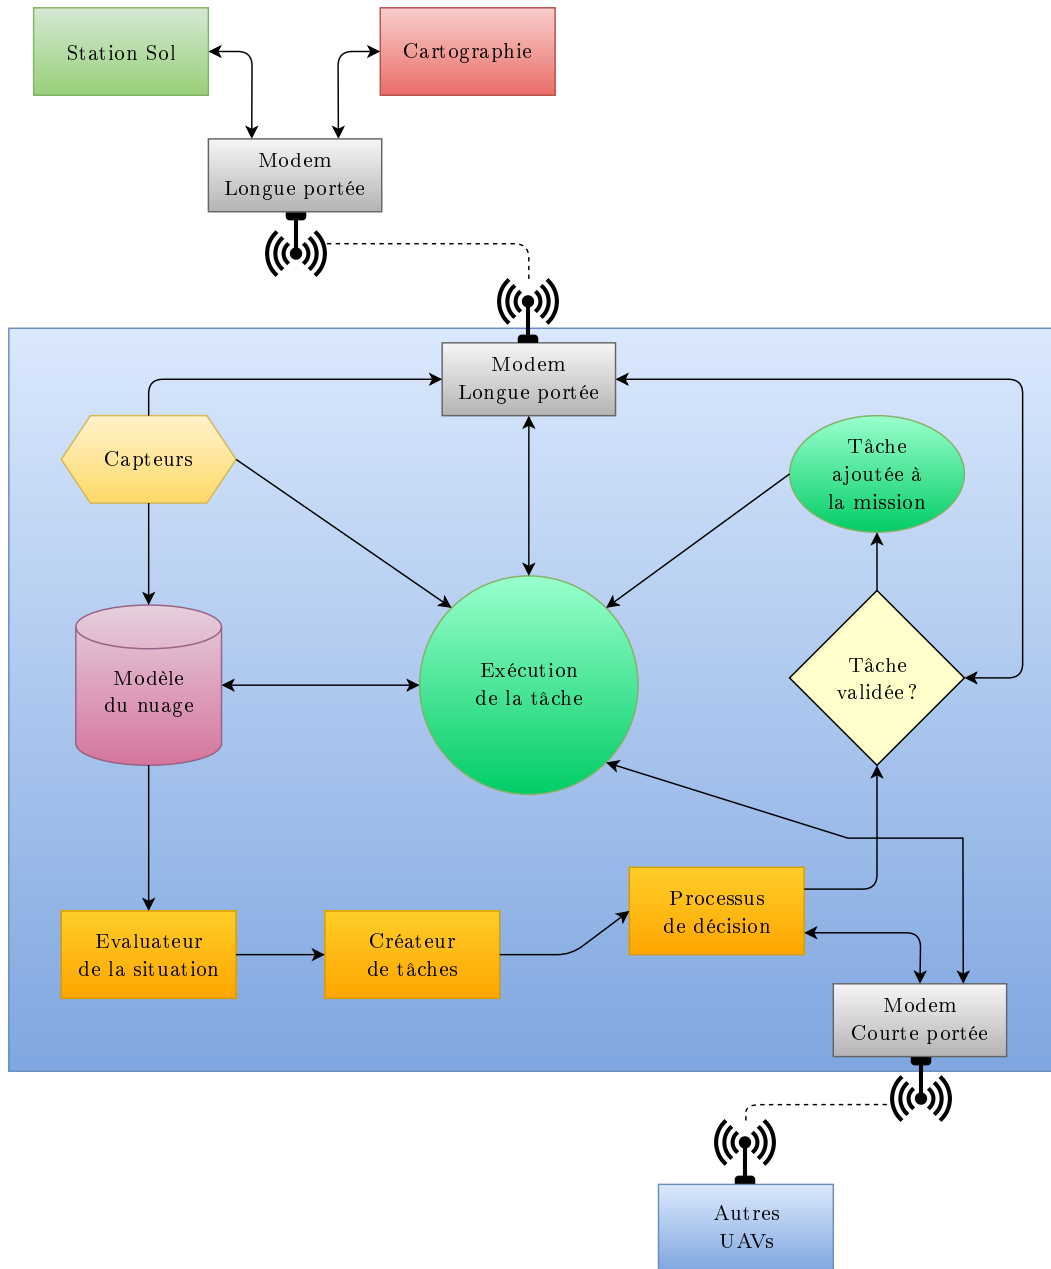 Station Sol
Cartographie
Modem
Longue portée
Modem
Longue portée
Capteurs
Tâche
ajoutée à
la mission
Exécution
de la tâche
Modèle
du nuage
Tâche
validée ?
Evaluateur
de la situation
Créateur
de tâches
Processus
de décision
Modem
Courte portée
Autres
UAVs